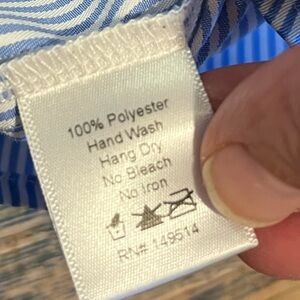 100% Polyester
Hand Wash
Hang Dry
No Bleach
No Iron
RN# 149514